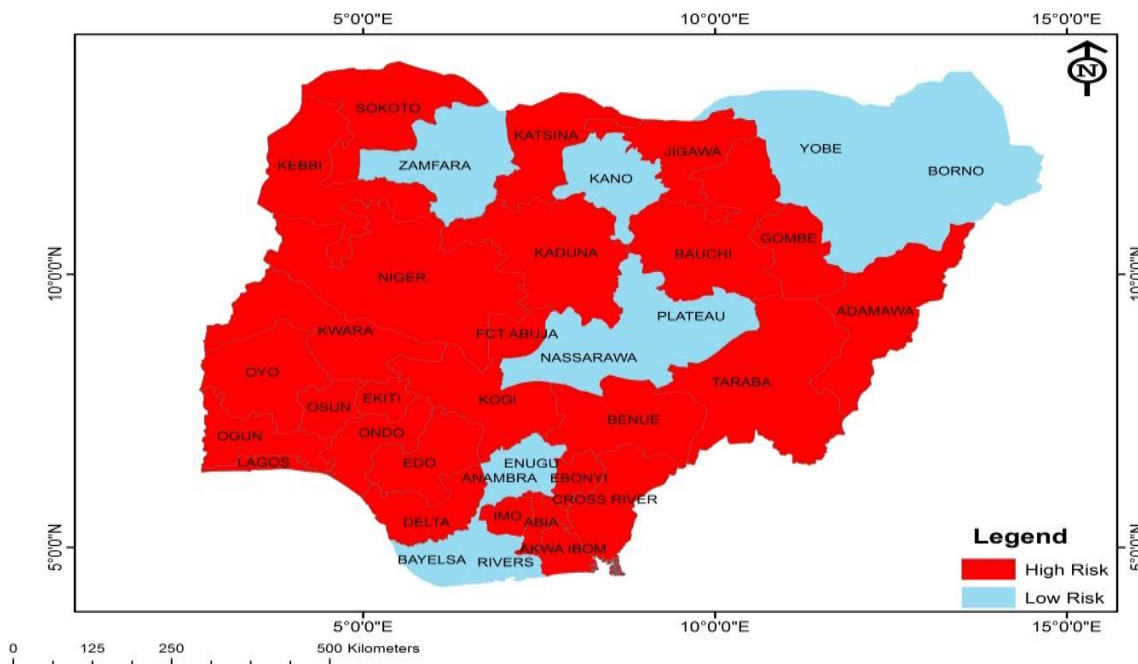 5°0'0"E 10°0'0"E 15°0'0"E
N
SOKOTO
KATSINA
KEBBI
ZAMFARA
KANO
JIGAWA
YOBE
BORNO
KADUNA
BAUCHI
GOMBE
NIGER
10°0'0"N
10°0'0"N
PLATEAU
ADAMAWA
KWARA
FCT ABUJA
NASSARAWA
OYO
TARABA
OSUN
EKITI
KOGI
BENUE
OGUN
ONDO
LAGOS
EDO
ENUGU
ANAMBRA
EBONYI
CROSS RIVER
DELTA
IMO
ABIA
AKWA IBOM
BAYELSA
RIVERS
5°0'0"N
5°0'0"N
Legend
High Risk
Low Risk
5°0'0"E 10°0'0"E 15°0'0"E
0 125 250 500 Kilometers